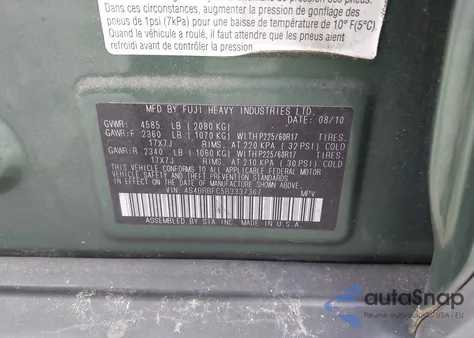 Dans ces circonstances, augmenter la pression de gonflage des
pneus de 1psi (7kPa) pour une baisse de température de 10° F(5°C).
Quand le véhicule a roulé, il faut attendre que les pneus aient
refroidi avant de contrôler la pression.
MFD BY FUJI HEAVY INDUSTRIES LTD.
DATE: 08/10
GVWR: 4585 LB (2080 KG)
GAWR:F 2360 LB (1070 KG) WITH P225/60R17 TIRES,
17X7J RIMS, AT 220 KPA ( 32 PSI) COLD
GAWR:R 2340 LB (1060 KG) WITH P225/60R17 TIRES,
17X7J RIMS, AT 210 KPA ( 30 PSI) COLD
THIS VEHICLE CONFORMS TO ALL APPLICABLE
FEDERAL MOTOR VEHICLE SAFETY AND
THEFT PREVENTION STANDARDS IN EFFECT ON THE
DATE OF MANUFACTURE SHOWN ABOVE.
VIN: 4S4BRBFC5B3337367 MPV
ASSEMBLED BY SIA INC. MADE IN U.S.A.
autoSnap